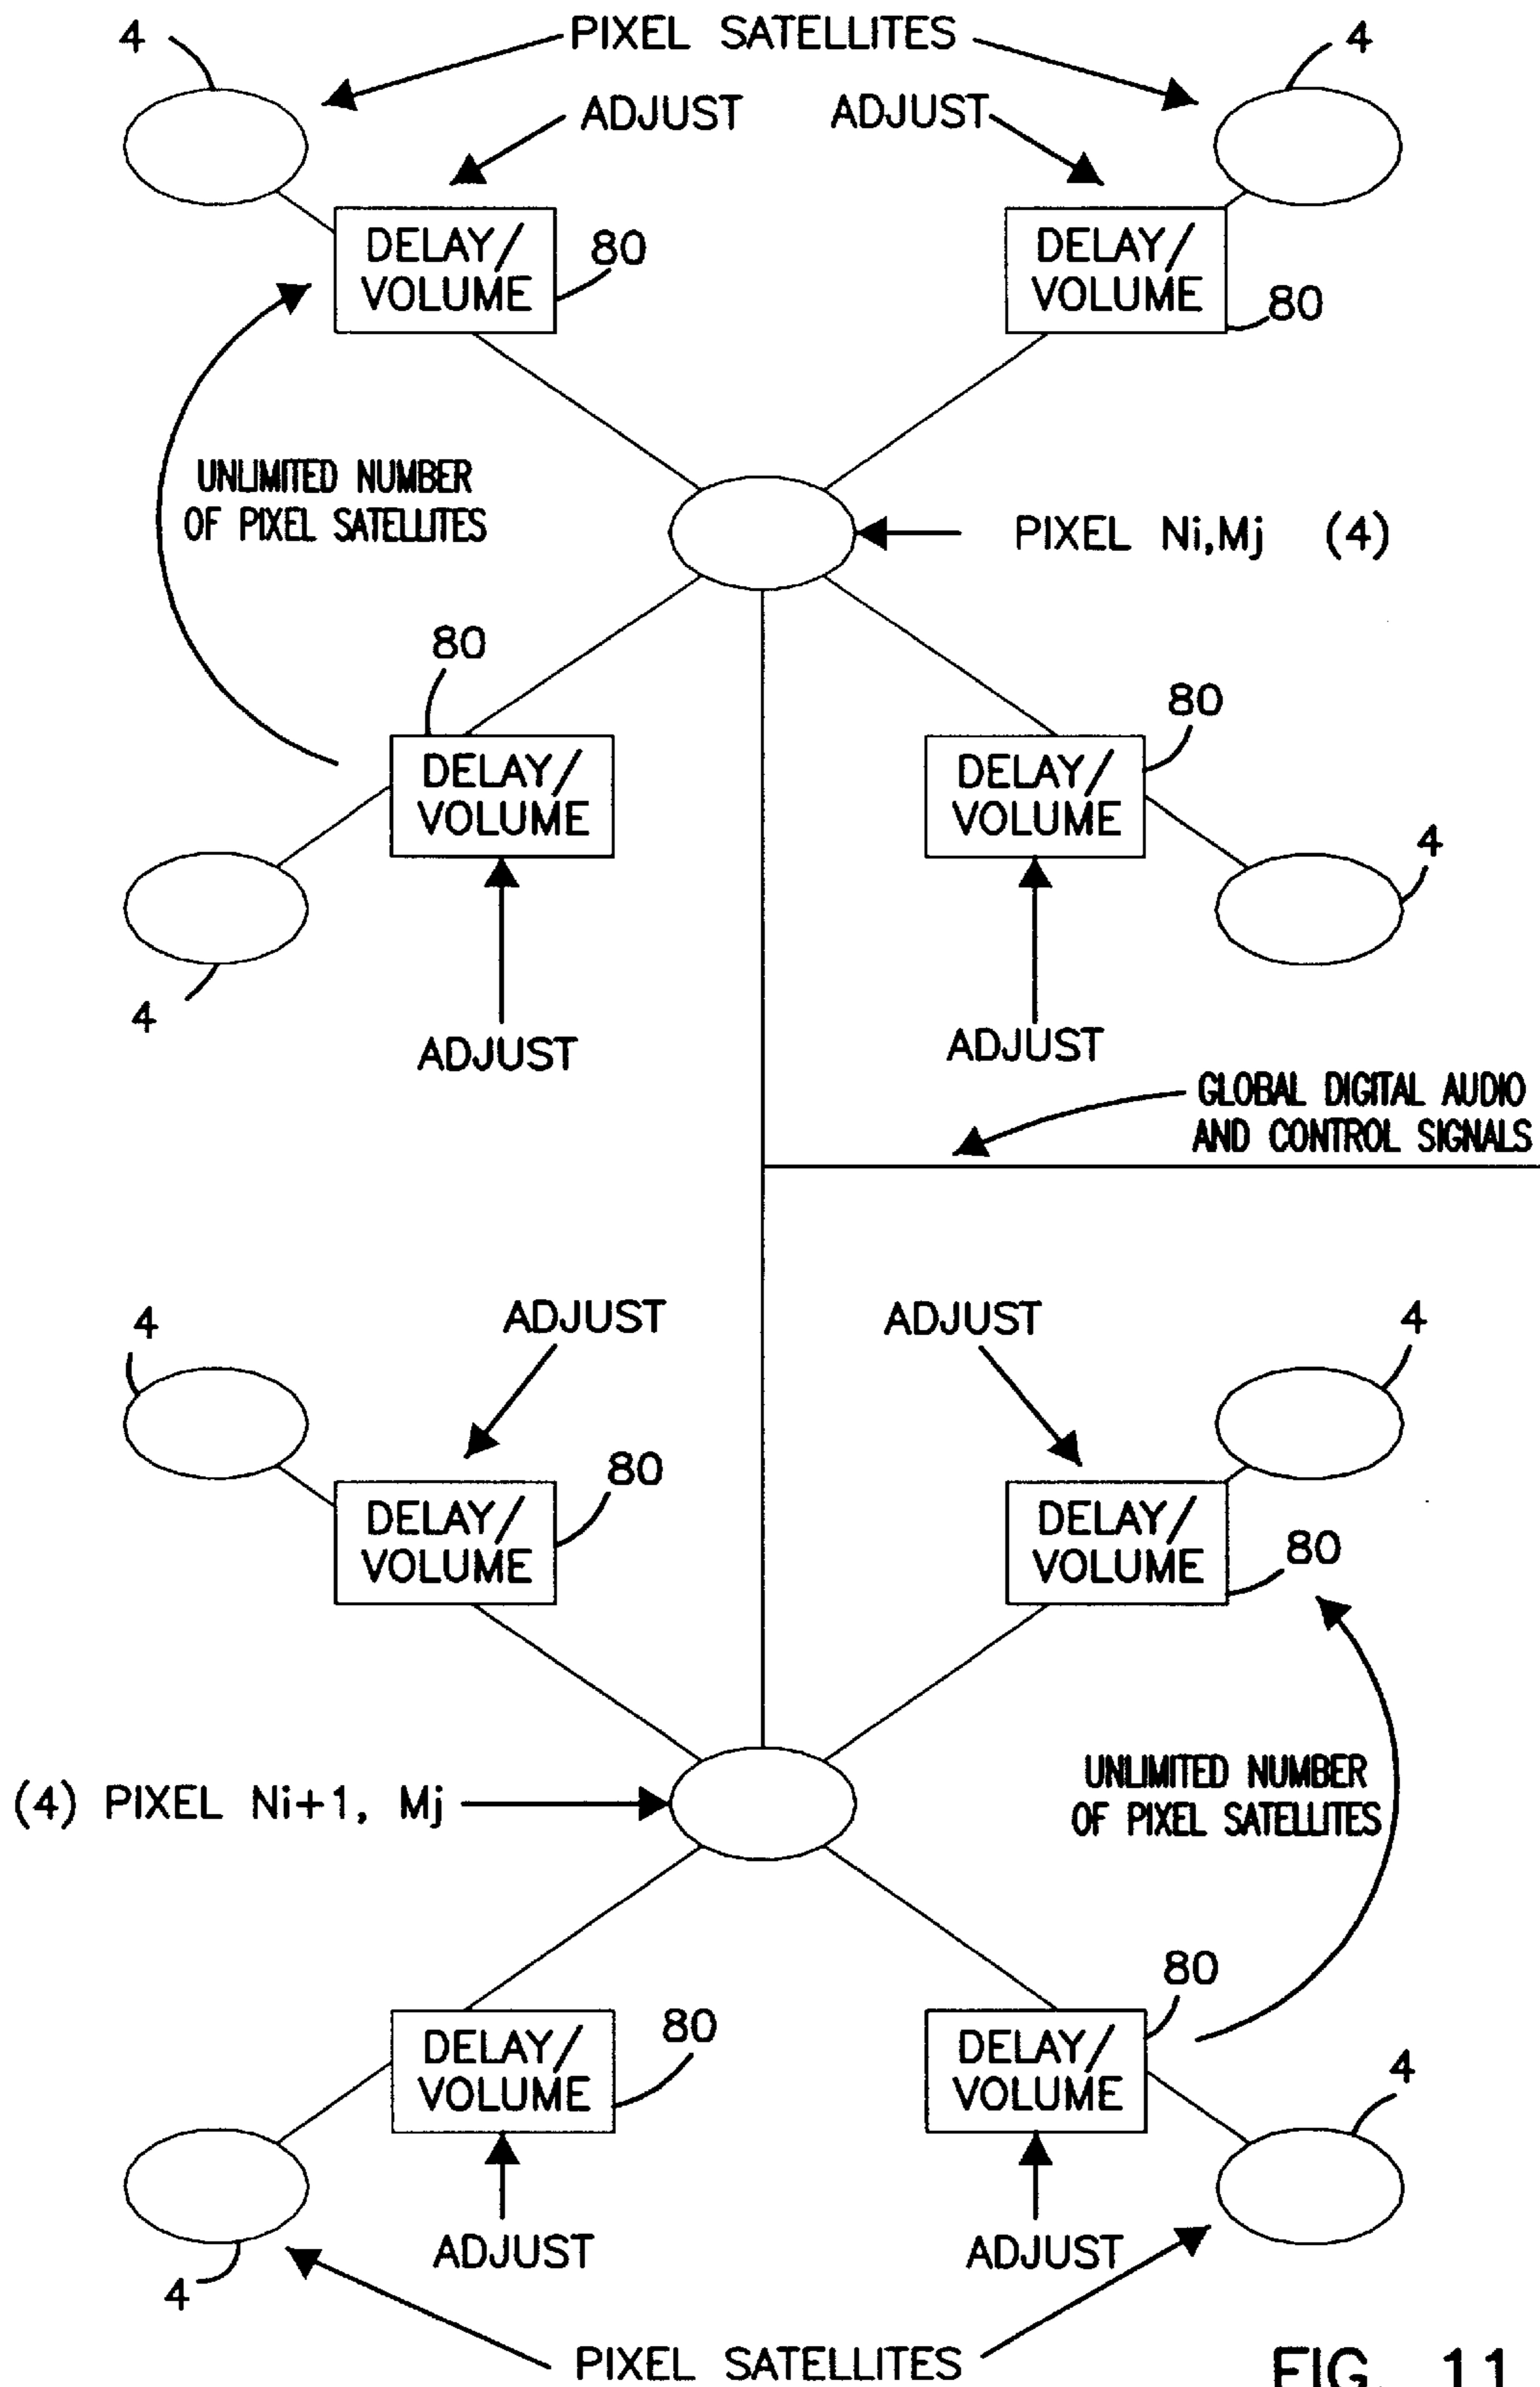 4
PIXEL SATELLITES
4
ADJUST
ADJUST
DELAY/
VOLUME
80
DELAY/
VOLUME
80
UNLIMITED NUMBER
OF PIXEL SATELLITES
PIXEL Ni,Mj (4)
80
80
DELAY/
VOLUME
DELAY/
VOLUME
4
4
ADJUST
ADJUST
GLOBAL DIGITAL AUDIO
AND CONTROL SIGNALS
4
ADJUST
ADJUST
4
80
DELAY/
VOLUME
DELAY/
VOLUME
80
UNLIMITED NUMBER
OF PIXEL SATELLITES
(4) PIXEL Ni+1, Mj
80
80
DELAY/
VOLUME
DELAY/
VOLUME
4
ADJUST
ADJUST
4
PIXEL SATELLITES
FIG. 11